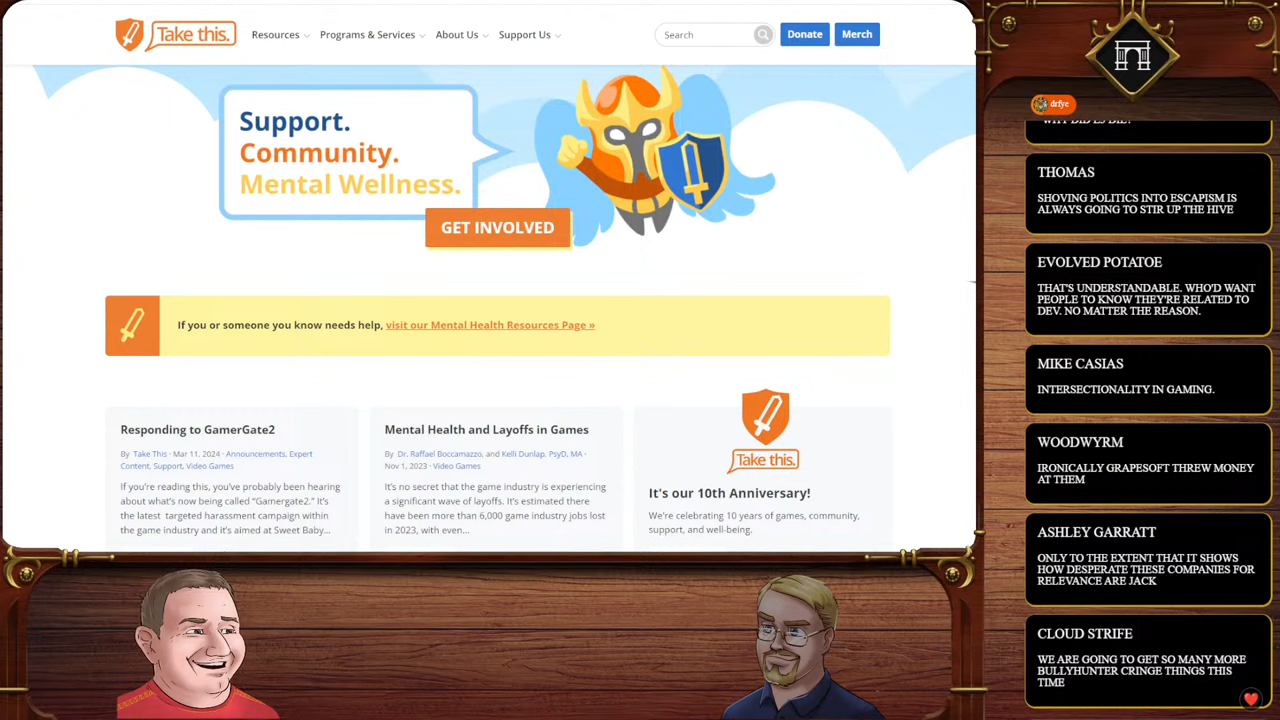 Take this.
Resources
Programs & Services
About Us
Support Us
Search
Donate
Merch
Support.
Community.
Mental Wellness.
GET INVOLVED
If you or someone you know needs help, visit our Mental Health Resources Page »
Responding to GamerGate2
By Take This · Mar 11, 2024 · Announcements, Expert
Content, Support, Video Games
If you're reading this, you've probably been hearing
about what's now being called "Gamergate2." It's
the latest targeted harassment campaign within
the game industry and it's aimed at Sweet Baby...
Mental Health and Layoffs in Games
By Dr. Raffael Boccamazzo, and Kelli Dunlap, PsyD, MA ·
Nov 1, 2023 · Video Games
It's no secret that the game industry is experiencing
a significant wave of layoffs. It's estimated there
have been more than 6,000 game industry jobs lost
in 2023, with even...
Take this.
It's our 10th Anniversary!
We're celebrating 10 years of games, community,
support, and well-being.
drfye
THOMAS
SHOVING POLITICS INTO ESCAPISM IS
ALWAYS GOING TO STIR UP THE HIVE
EVOLVED POTATOE
THAT'S UNDERSTANDABLE. WHO'D WANT
PEOPLE TO KNOW THEY'RE RELATED TO
DEV. NO MATTER THE REASON.
MIKE CASIAS
INTERSECTIONALITY IN GAMING.
WOODWYRM
IRONICALLY GRAPESOFT THREW MONEY
AT THEM
ASHLEY GARRATT
ONLY TO THE EXTENT THAT IT SHOWS
HOW DESPERATE THESE COMPANIES FOR
RELEVANCE ARE JACK
CLOUD STRIFE
WE ARE GOING TO GET SO MANY MORE
BULLYHUNTER CRINGE THINGS THIS
TIME